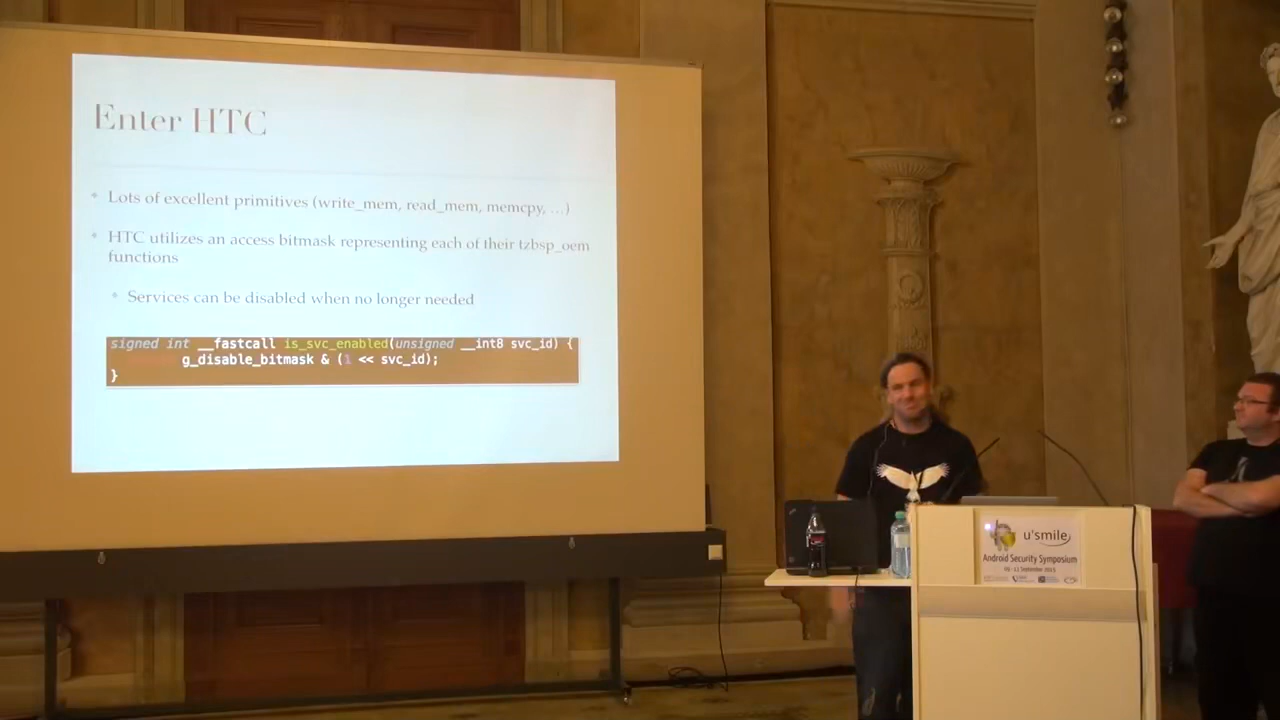 Enter HTC
* Lots of excellent primitives (write_mem, read_mem, memcpy, …)
* HTC utilizes an access bitmask representing each of their tzbsp_oem
functions
* Services can be disabled when no longer needed
signed int __fastcall is_svc_enabled(unsigned __int8 svc_id) {
g_disable_bitmask & (1 << svc_id);
}
u'smile
Android Security Symposium